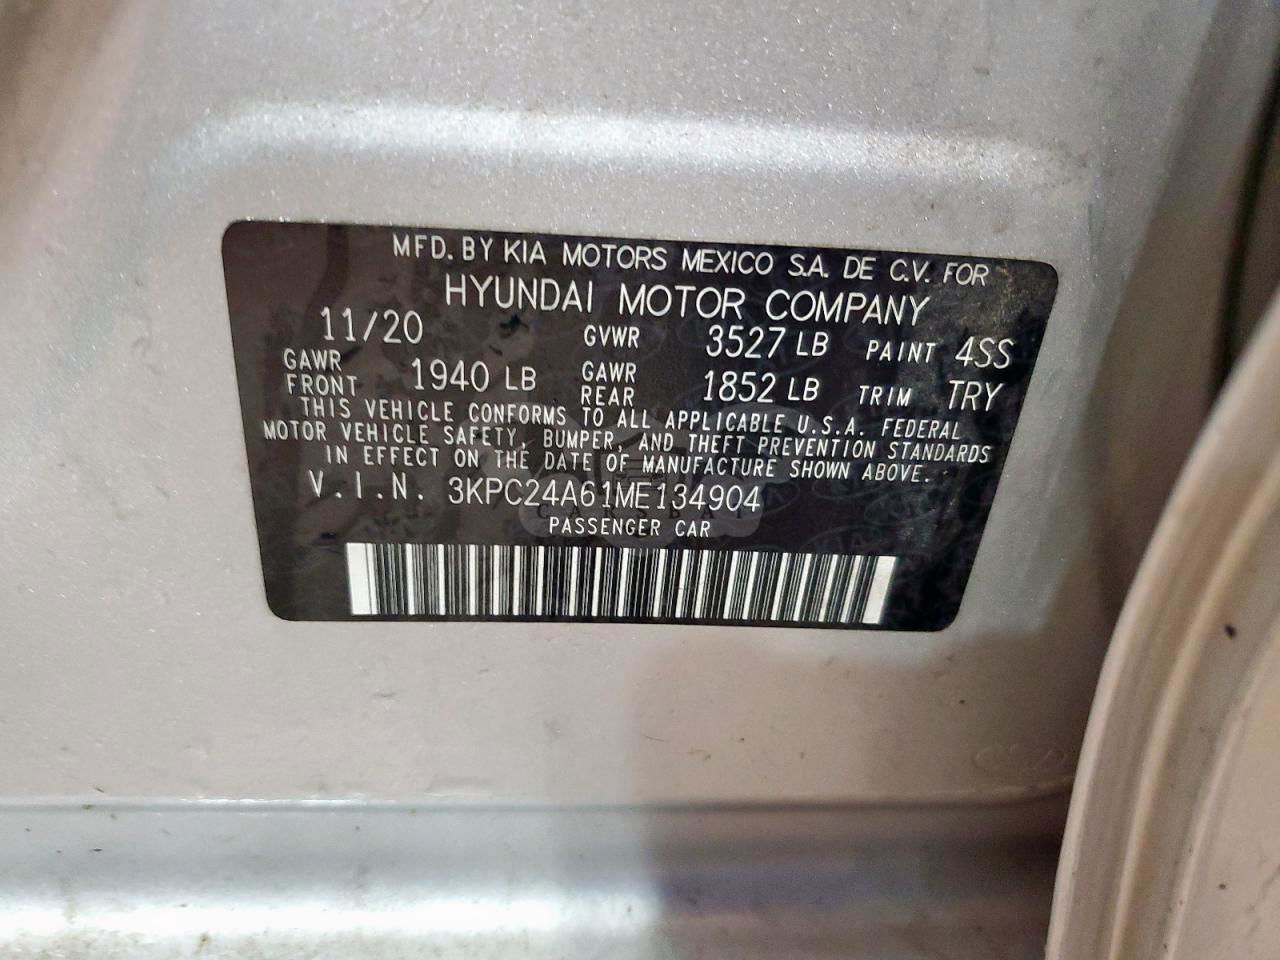 MFD. BY KIA MOTORS MEXICO S.A. DE C.V. FOR
HYUNDAI MOTOR COMPANY
11/20 GVWR 3527 LB PAINT 4SS
GAWR FRONT 1940 LB GAWR REAR 1852 LB TRIM TRY
THIS VEHICLE CONFORMS TO ALL APPLICABLE U.S.A. FEDERAL
MOTOR VEHICLE SAFETY, BUMPER, AND THEFT PREVENTION STANDARDS
IN EFFECT ON THE DATE OF MANUFACTURE SHOWN ABOVE.
V.I.N. 3KPC24A61ME134904
PASSENGER CAR